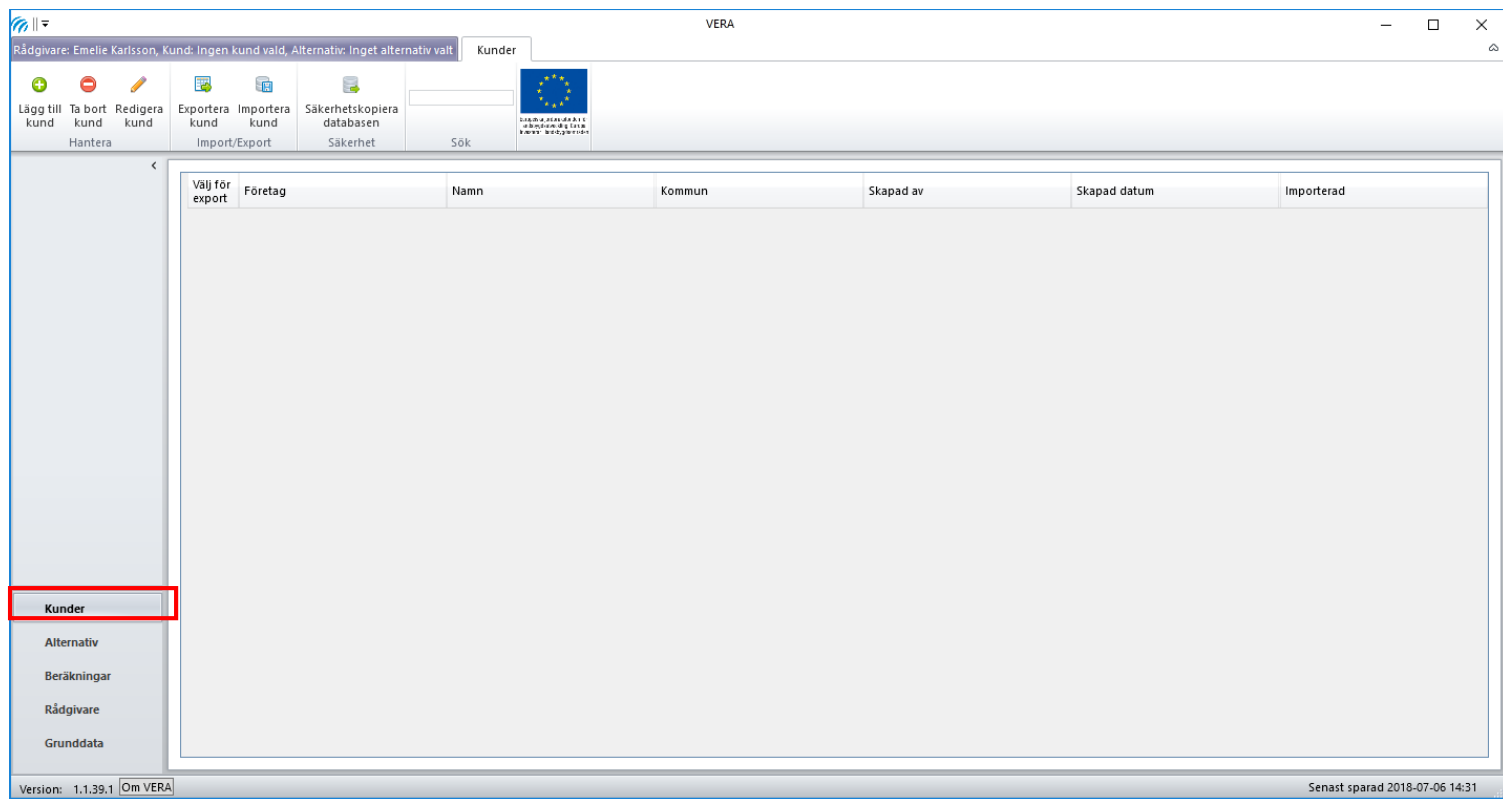 VERA
Rådgivare: Emelie Karlsson, Kund: Ingen kund vald, Alternativ: Inget alternativ valt
Kunder
Lägg till kund
Ta bort kund
Redigera kund
Hantera
Exportera kund
Importera kund
Import/Export
Säkerhetskopiera databasen
Säkerhet
Sök
Välj för export
Företag
Namn
Kommun
Skapad av
Skapad datum
Importerad
Kunder
Alternativ
Beräkningar
Rådgivare
Grunddata
Version: 1.1.39.1
Om VERA
Senast sparad 2018-07-06 14:31